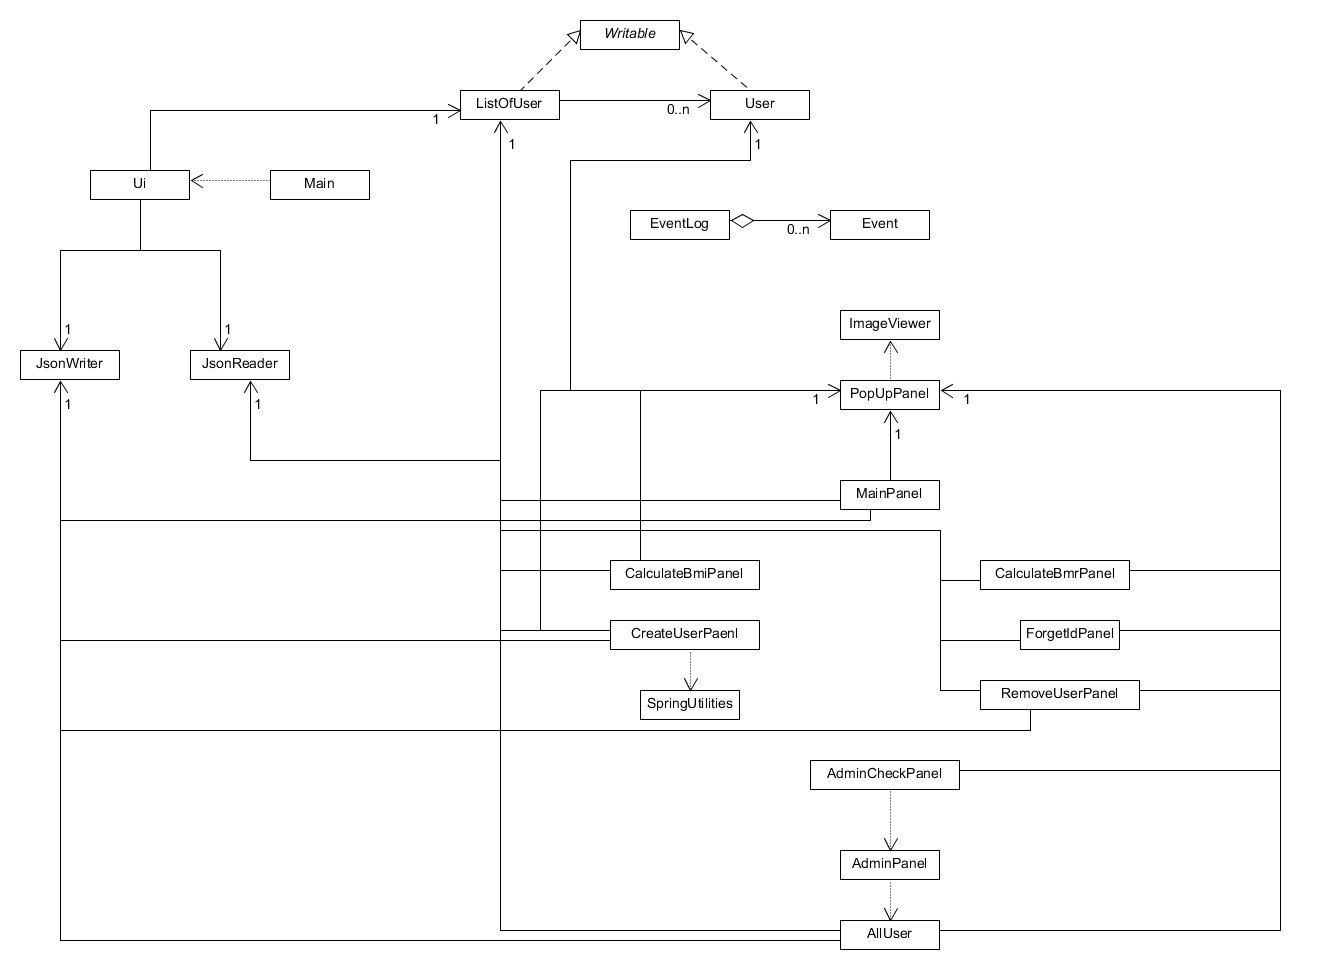 Writable
ListOfUser
User
0..n
1
1
1
Ui
Main
EventLog
Event
0..n
ImageViewer
1
1
JsonWriter
JsonReader
PopUpPanel
1
1
1
1
1
MainPanel
CalculateBmiPanel
CalculateBmrPanel
CreateUserPaenl
ForgetIdPanel
RemoveUserPanel
SpringUtilities
AdminCheckPanel
AdminPanel
AllUser